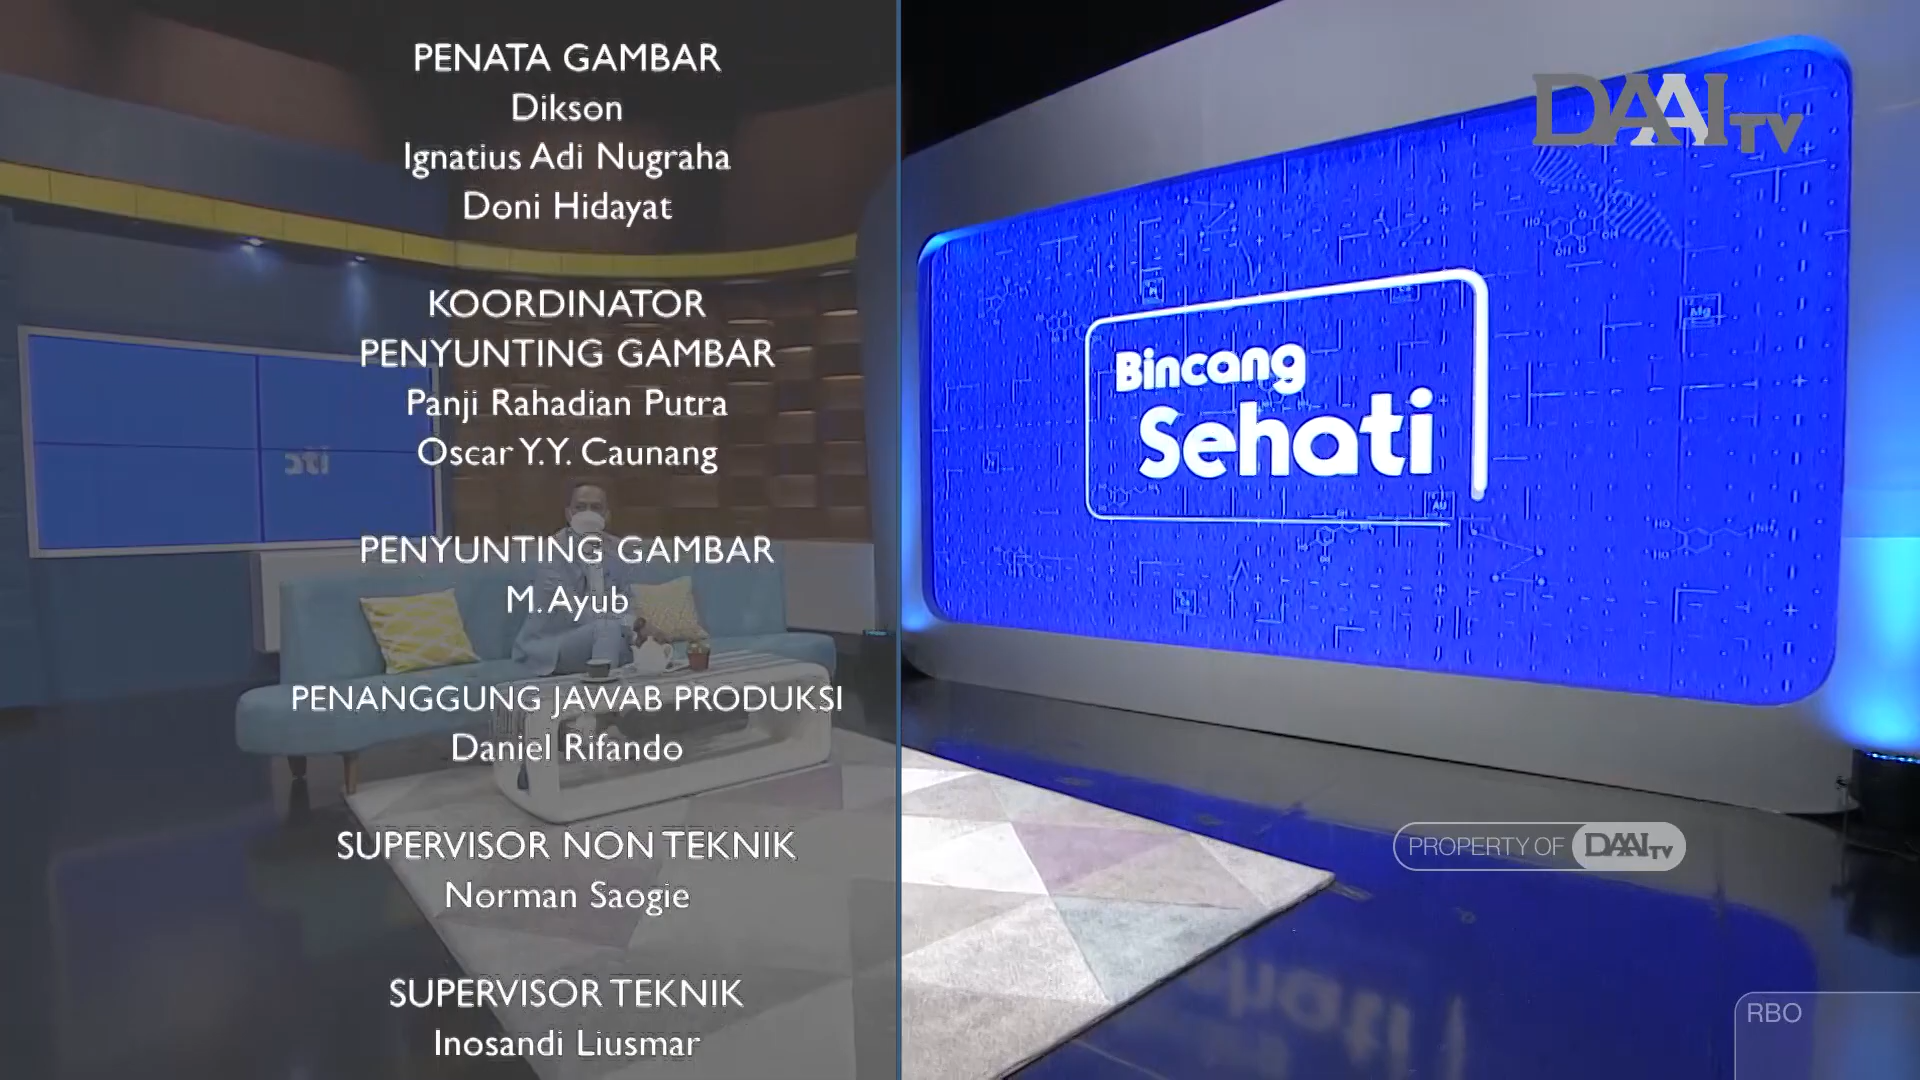 PENATA GAMBAR
Dikson
Ignatius Adi Nugraha
Doni Hidayat
KOORDINATOR
PENYUNTING GAMBAR
Panji Rahadian Putra
Oscar Y.Y. Caunang
PENYUNTING GAMBAR
M. Ayub
PENANGGUNG JAWAB PRODUKSI
Daniel Rifando
SUPERVISOR NON TEKNIK
Norman Saogie
SUPERVISOR TEKNIK
Inosandi Liusmar
DAAI TV
Bincang
Sehati
Mg
AU
PROPERTY OF DAAI TV
RBO